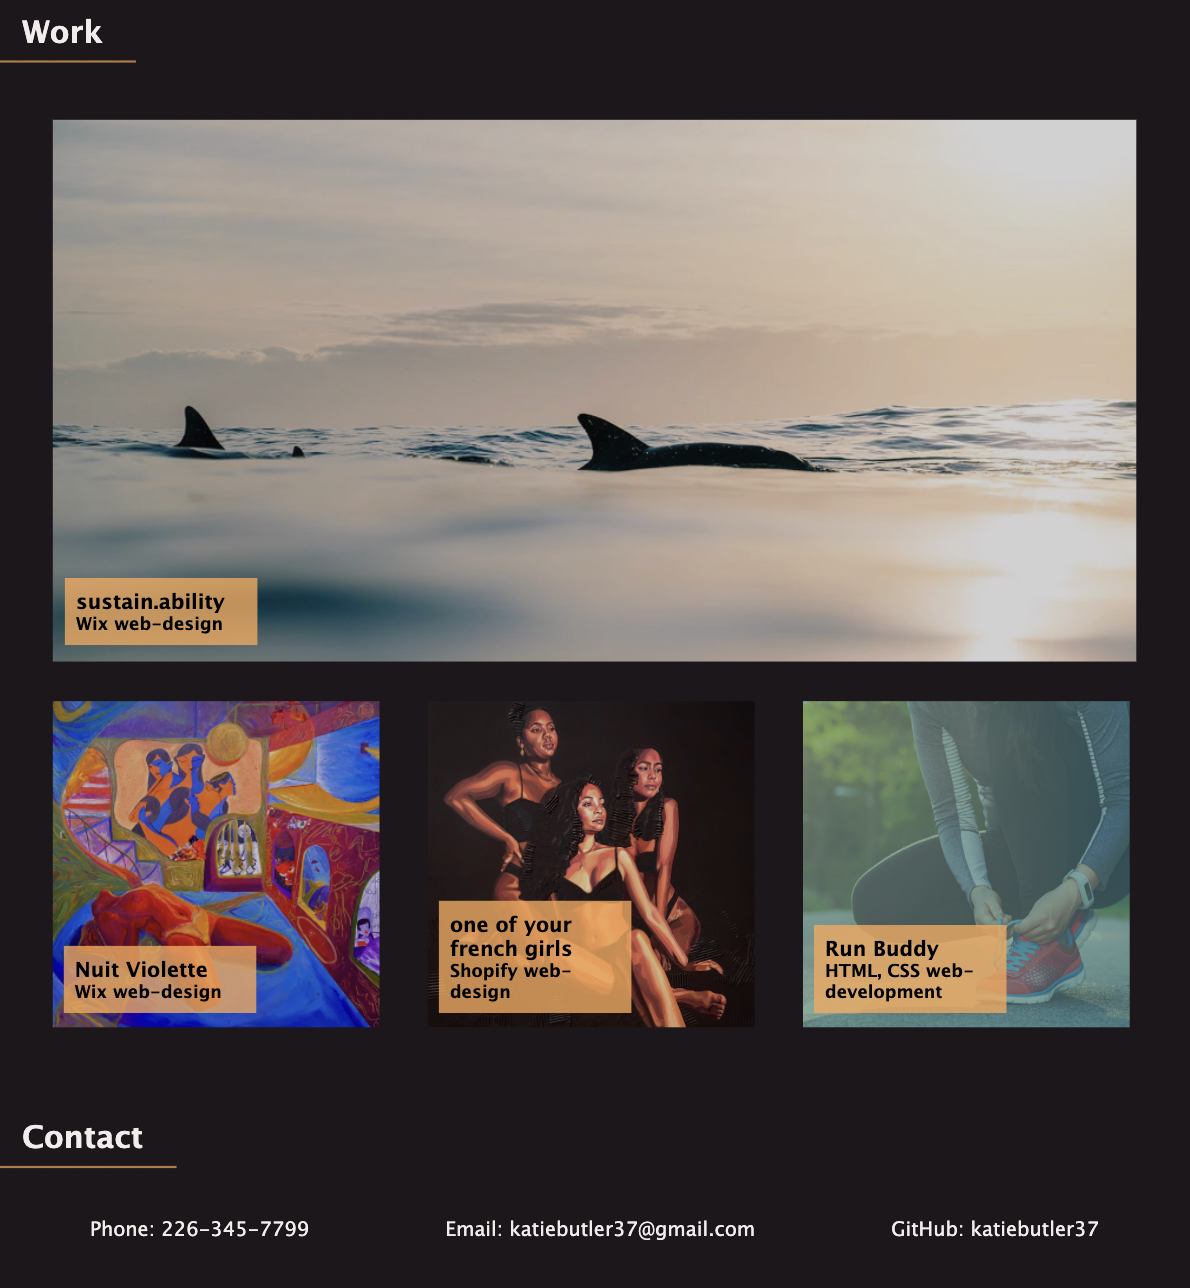 Work
sustain.ability
Wix web-design
Nuit Violette
Wix web-design
one of your
french girls
Shopify web-
design
Run Buddy
HTML, CSS web-
development
Contact
Phone: 226-345-7799
Email: katiebutler37@gmail.com
GitHub: katiebutler37